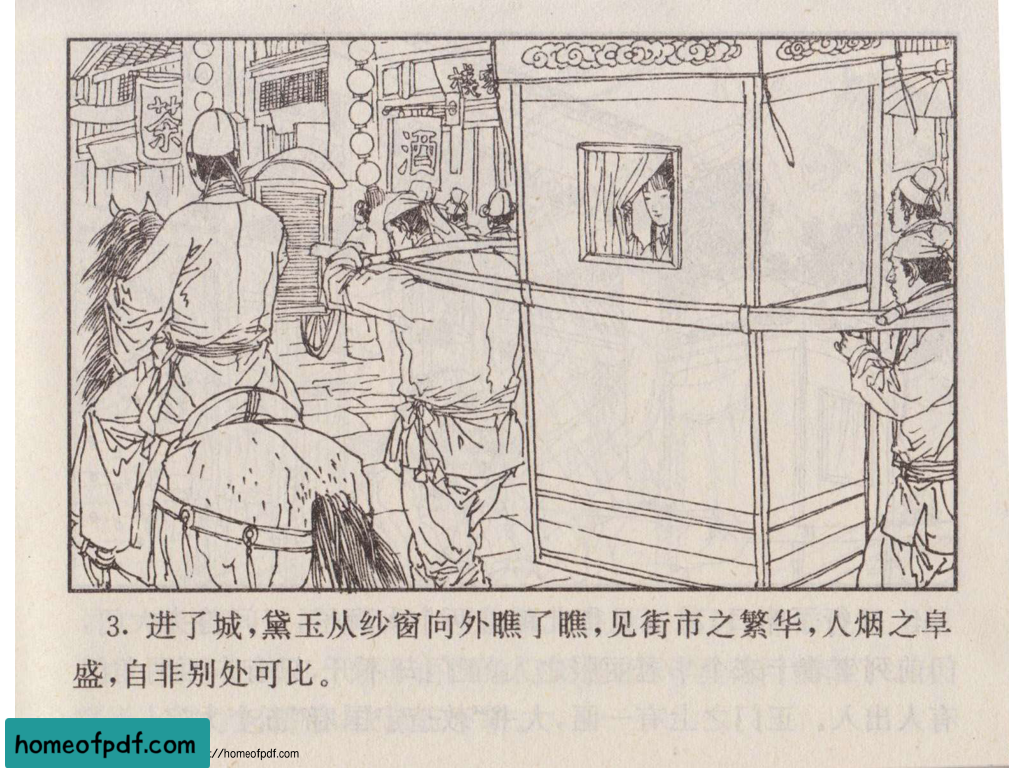 茶
酒
客栈
3. 进了城，黛玉从纱窗向外瞧了瞧，见街市之繁华，人烟之阜
盛，自非别处可比。
homeofpdf.com
://homeofpdf.com